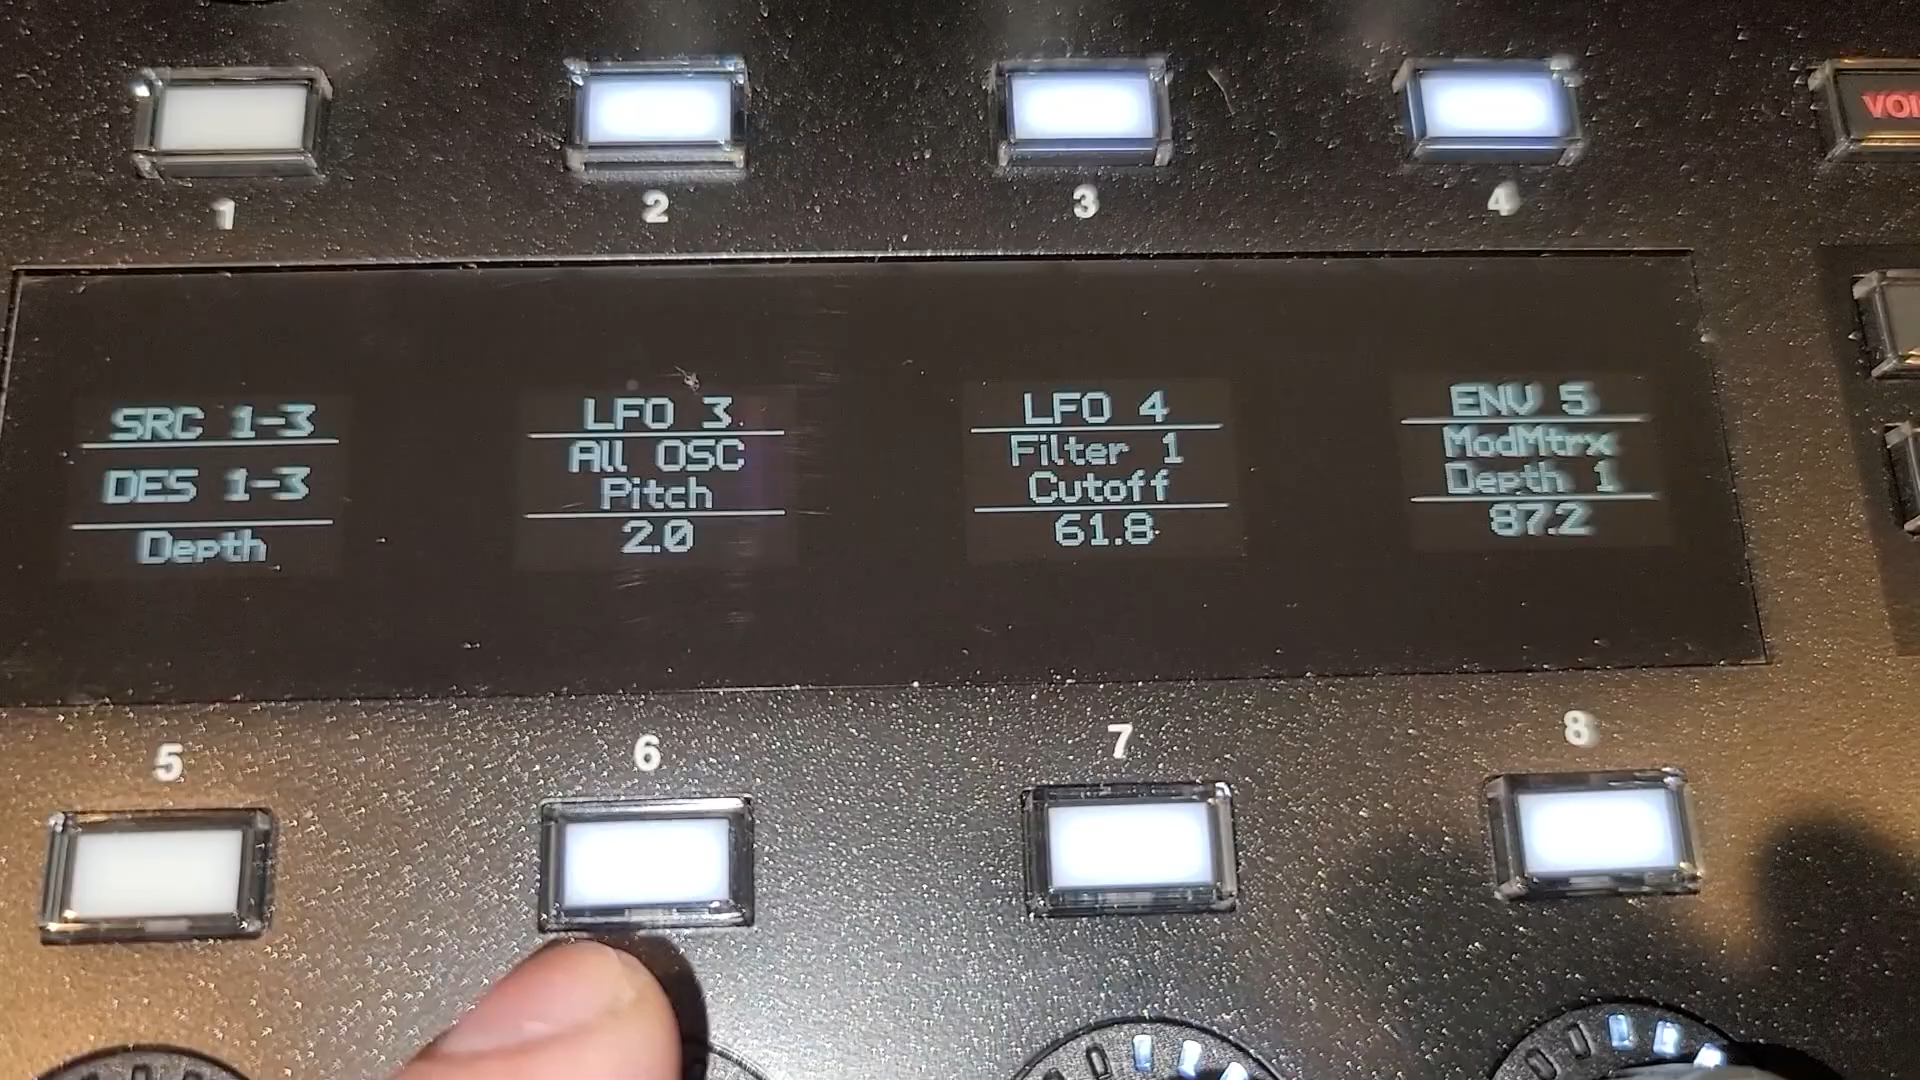 1
2
3
4
SRC 1-3
DES 1-3
Depth
LFO 3
All OSC
Pitch
2.0
LFO 4
Filter 1
Cutoff
61.8
ENV 5
ModMtrx
Depth 1
87.2
5
6
7
8